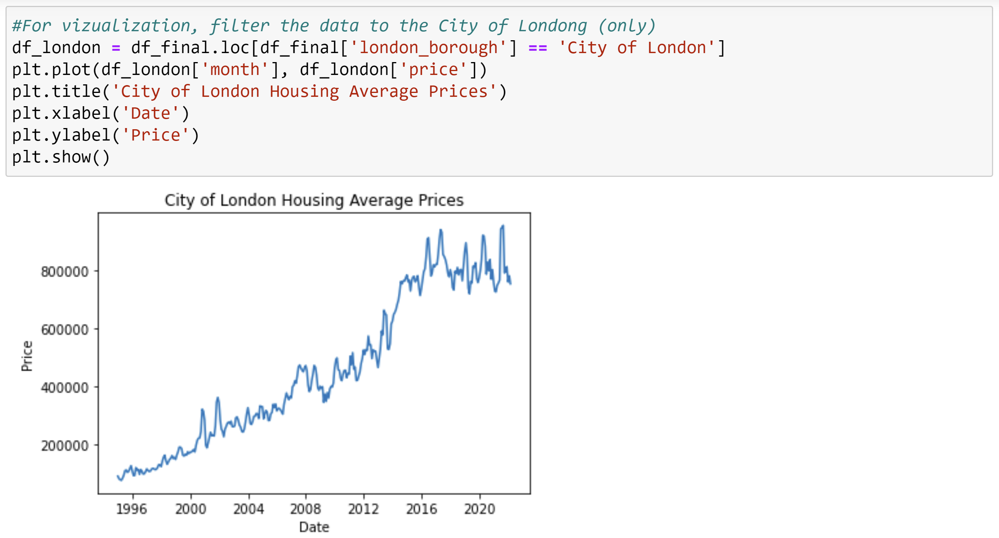 #For vizualization, filter the data to the City of Londong (only)
df_london = df_final.loc[df_final['london_borough'] == 'City of London']
plt.plot(df_london['month'], df_london['price'])
plt.title('City of London Housing Average Prices')
plt.xlabel('Date')
plt.ylabel('Price')
plt.show()
City of London Housing Average Prices
800000
600000
400000
200000
Price
1996 2000 2004 2008 2012 2016 2020
Date